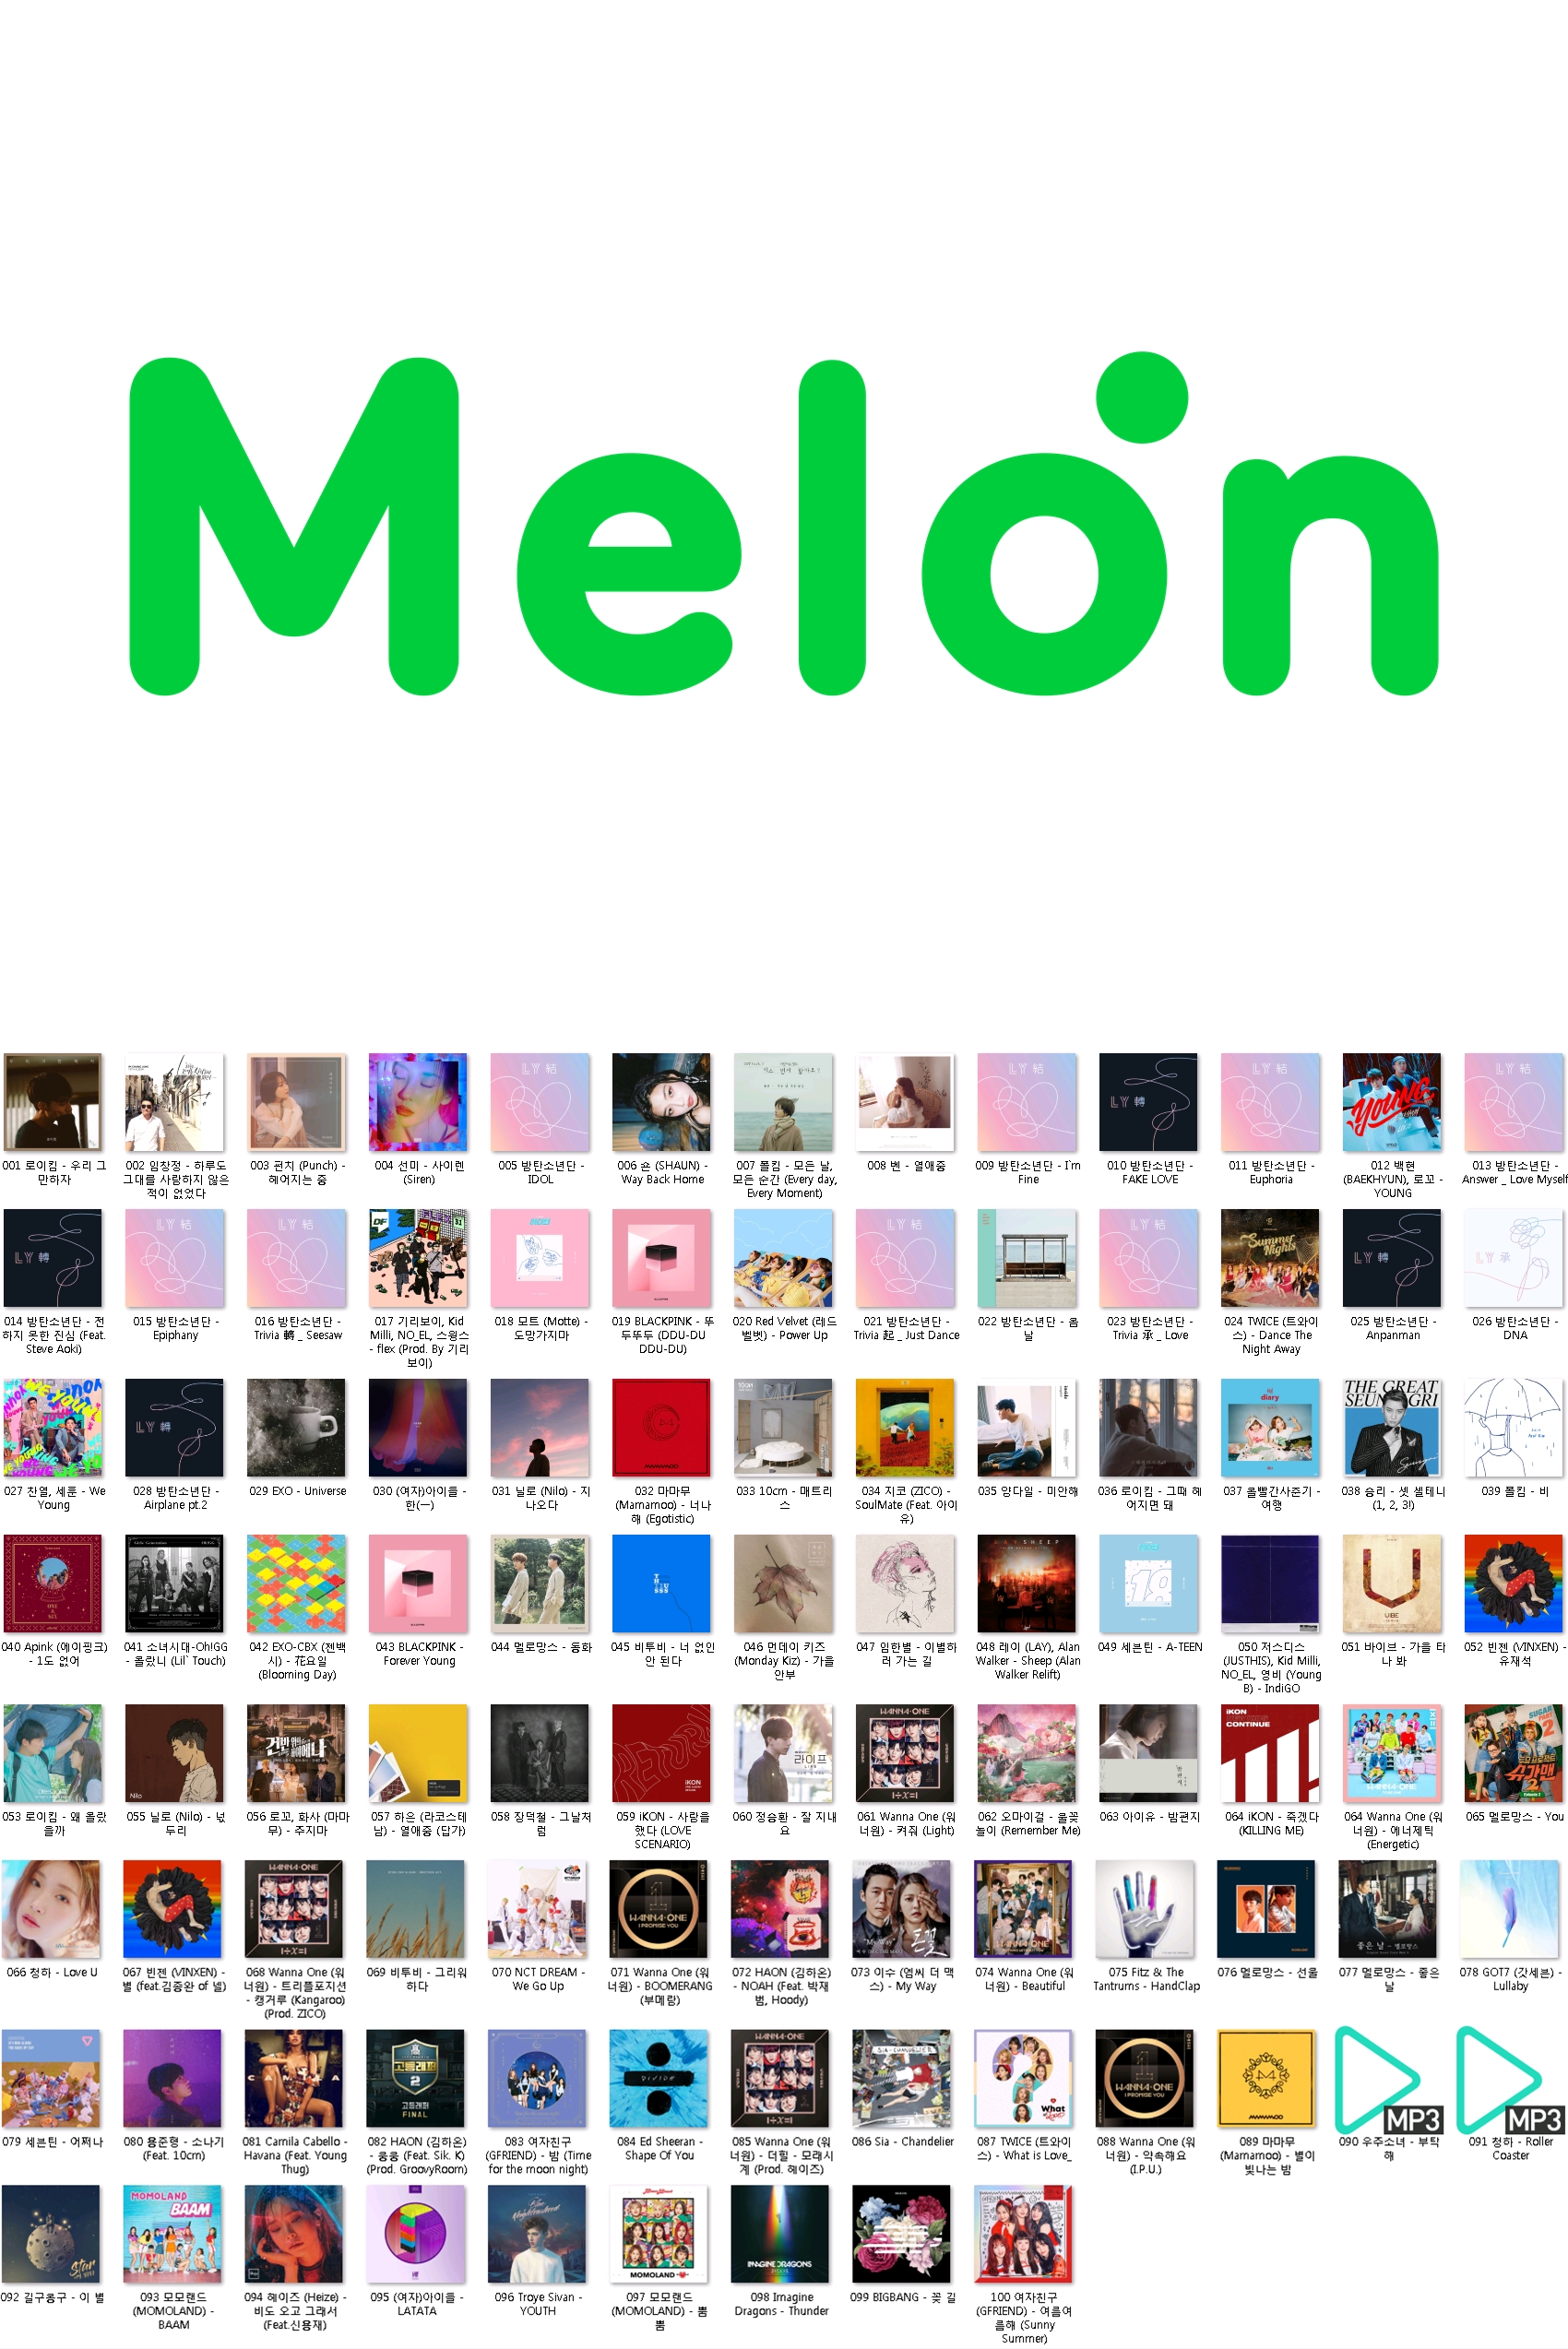 Melon
001 로이킴 - 우리 그
만하자
002 임창정 - 하루도
그대를 사랑하지 않은
적이 없었다
003 펀치 (Punch) -
헤어지는 중
004 선미 - 사이렌
(Siren)
005 방탄소년단 -
IDOL
006 숀 (SHAUN) -
Way Back Home
007 폴킴 - 모든 날,
모든 순간 (Every day,
Every Moment)
008 벤 - 열애중
009 방탄소년단 - I'm
Fine
010 방탄소년단 -
FAKE LOVE
011 방탄소년단 -
Euphoria
012 백현
(BAEKHYUN), 로꼬 -
YOUNG
013 방탄소년단 -
Answer _ Love Myself
014 방탄소년단 - 전
하지 못한 진심 (Feat.
Steve Aoki)
015 방탄소년단 -
Epiphany
016 방탄소년단 -
Trivia 轉 _ Seesaw
017 기리보이, Kid
Milli, NO_EL, 스윙스
- flex (Prod. By 기리
보이)
018 모트 (Motte) -
도망가지마
019 BLACKPINK - 뚜
두뚜두 (DDU-DU
DDU-DU)
020 Red Velvet (레드
벨벳) - Power Up
021 방탄소년단 -
Trivia 起 _ Just Dance
022 방탄소년단 - 봄
날
023 방탄소년단 -
Trivia 承 _ Love
024 TWICE (트와이
스) - Dance The
Night Away
025 방탄소년단 -
Anpanman
026 방탄소년단 -
DNA
027 찬열, 세훈 - We
Young
028 방탄소년단 -
Airplane pt.2
029 EXO - Universe
030 (여자)아이들 -
한(一)
031 닐로 (Nilo) - 지
나오다
032 마마무
(Mamamoo) - 너나
해 (Egotistic)
033 10cm - 매트리
스
034 지코 (ZICO) -
SoulMate (Feat. 아이
유)
035 양다일 - 미안해
036 로이킴 - 그때 헤
어지면 돼
037 볼빨간사춘기 -
여행
038 승리 - 셋 셀테니
(1, 2, 3!)
039 폴킴 - 비
040 Apink (에이핑크)
- 1도 없어
041 소녀시대-Oh!GG
- 몰랐니 (Lil` Touch)
042 EXO-CBX (첸백
시) - 花요일
(Blooming Day)
043 BLACKPINK -
Forever Young
044 멜로망스 - 동화
045 비투비 - 너 없인
안 된다
046 먼데이 키즈
(Monday Kiz) - 가을
안부
047 임한별 - 이별하
러 가는 길
048 레이 (LAY), Alan
Walker - Sheep (Alan
Walker Relift)
049 세븐틴 - A-TEEN
050 저스디스
(JUSTHIS), Kid Milli,
NO_EL, 영비 (Young
B) - IndiGO
051 바이브 - 가을 타
나 봐
052 빈첸 (VINXEN) -
유재석
053 로이킴 - 왜 몰랐
을까
055 닐로 (Nilo) - 넋
두리
056 로꼬, 화사 (마마
무) - 주지마
057 하은 (라코스테
남) - 열애중 (답가)
058 장덕철 - 그날처
럼
059 iKON - 사랑을
했다 (LOVE
SCENARIO)
060 정승환 - 잘 지내
요
061 Wanna One (워
너원) - 켜줘 (Light)
062 오마이걸 - 불꽃
놀이 (Remember Me)
063 아이유 - 밤편지
064 iKON - 죽겠다
(KILLING ME)
064 Wanna One (워
너원) - 에너제틱
(Energetic)
065 멜로망스 - You
066 청하 - Love U
067 빈첸 (VINXEN) -
별 (feat.김종완 of 넬)
068 Wanna One (워
너원) - 트리플포지션
- 캥거루 (Kangaroo)
(Prod. ZICO)
069 비투비 - 그리워
하다
070 NCT DREAM -
We Go Up
071 Wanna One (워
너원) - BOOMERANG
(부메랑)
072 HAON (김하온)
- NOAH (Feat. 박재
범, Hoody)
073 이수 (엠씨 더 맥
스) - My Way
074 Wanna One (워
너원) - Beautiful
075 Fitz & The
Tantrums - HandClap
076 멜로망스 - 선물
077 멜로망스 - 좋은
날
078 GOT7 (갓세븐) -
Lullaby
079 세븐틴 - 어쩌나
080 용준형 - 소나기
(Feat. 10cm)
081 Camila Cabello -
Havana (Feat. Young
Thug)
082 HAON (김하온)
- 붕붕 (Feat. Sik. K)
(Prod. GroovyRoom)
083 여자친구
(GFRIEND) - 밤 (Time
for the moon night)
084 Ed Sheeran -
Shape Of You
085 Wanna One (워
너원) - 더힐 - 모래시
계 (Prod. 헤이즈)
086 Sia - Chandelier
087 TWICE (트와이
스) - What is Love_
088 Wanna One (워
너원) - 약속해요
(I.P.U.)
089 마마무
(Mamamoo) - 별이
빛나는 밤
MP3
090 우주소녀 - 부탁
해
MP3
091 청하 - Roller
Coaster
092 길구봉구 - 이 별
093 모모랜드
(MOMOLAND) -
BAAM
094 헤이즈 (Heize) -
비도 오고 그래서
(Feat.신용재)
095 (여자)아이들 -
LATATA
096 Troye Sivan -
YOUTH
097 모모랜드
(MOMOLAND) - 뿜
뿜
098 Imagine
Dragons - Thunder
099 BIGBANG - 꽃 길
100 여자친구
(GFRIEND) - 여름여
름해 (Sunny
Summer)